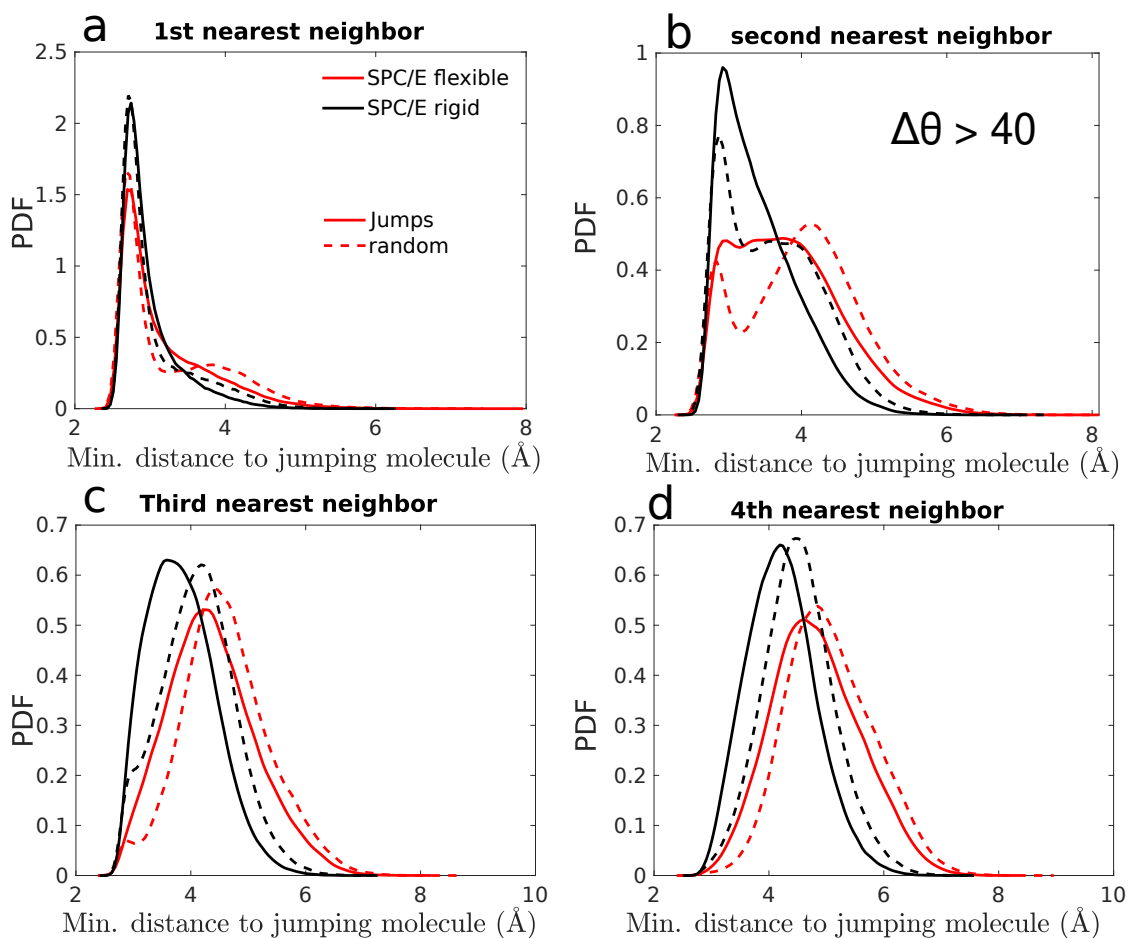 a
1st nearest neighbor
2.5
2
1.5
1
0.5
0
PDF
SPC/E flexible
SPC/E rigid
Jumps
random
2
4
6
8
Min. distance to jumping molecule (Å)
b
second nearest neighbor
1
0.8
0.6
0.4
0.2
0
PDF
Δθ > 40
2
4
6
8
Min. distance to jumping molecule (Å)
c
Third nearest neighbor
0.7
0.6
0.5
0.4
0.3
0.2
0.1
0
PDF
2
4
6
8
10
Min. distance to jumping molecule (Å)
d
4th nearest neighbor
0.7
0.6
0.5
0.4
0.3
0.2
0.1
0
PDF
2
4
6
8
10
Min. distance to jumping molecule (Å)